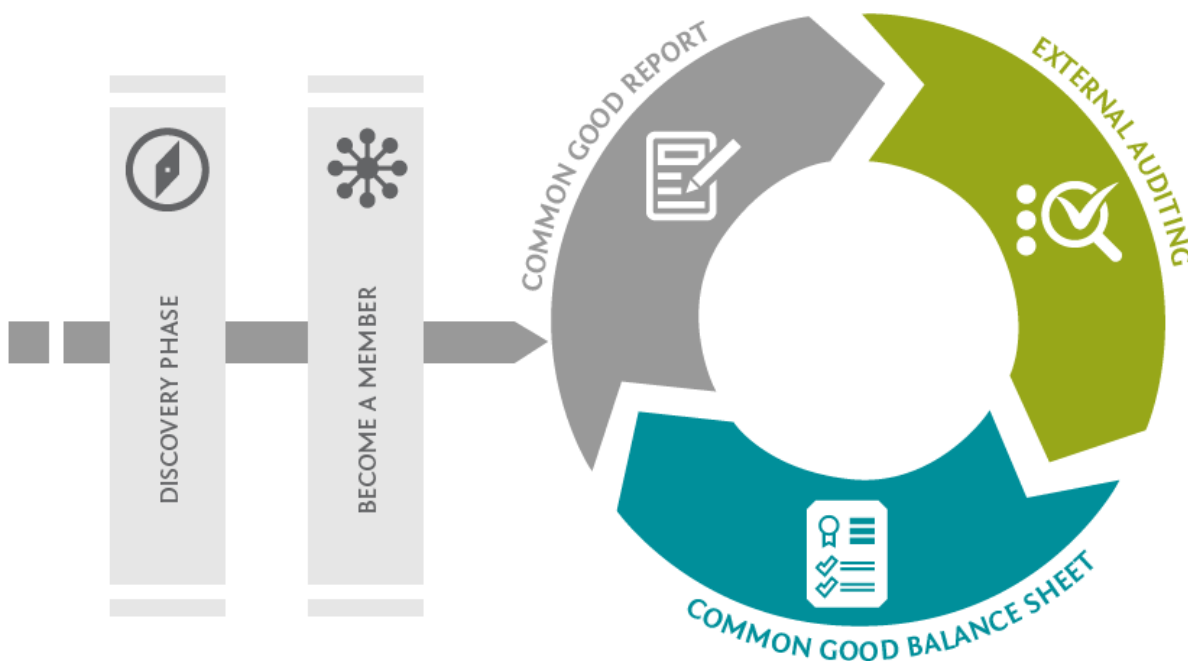 DISCOVERY PHASE
BECOME A MEMBER
COMMON GOOD REPORT
EXTERNAL AUDITING
COMMON GOOD BALANCE SHEET